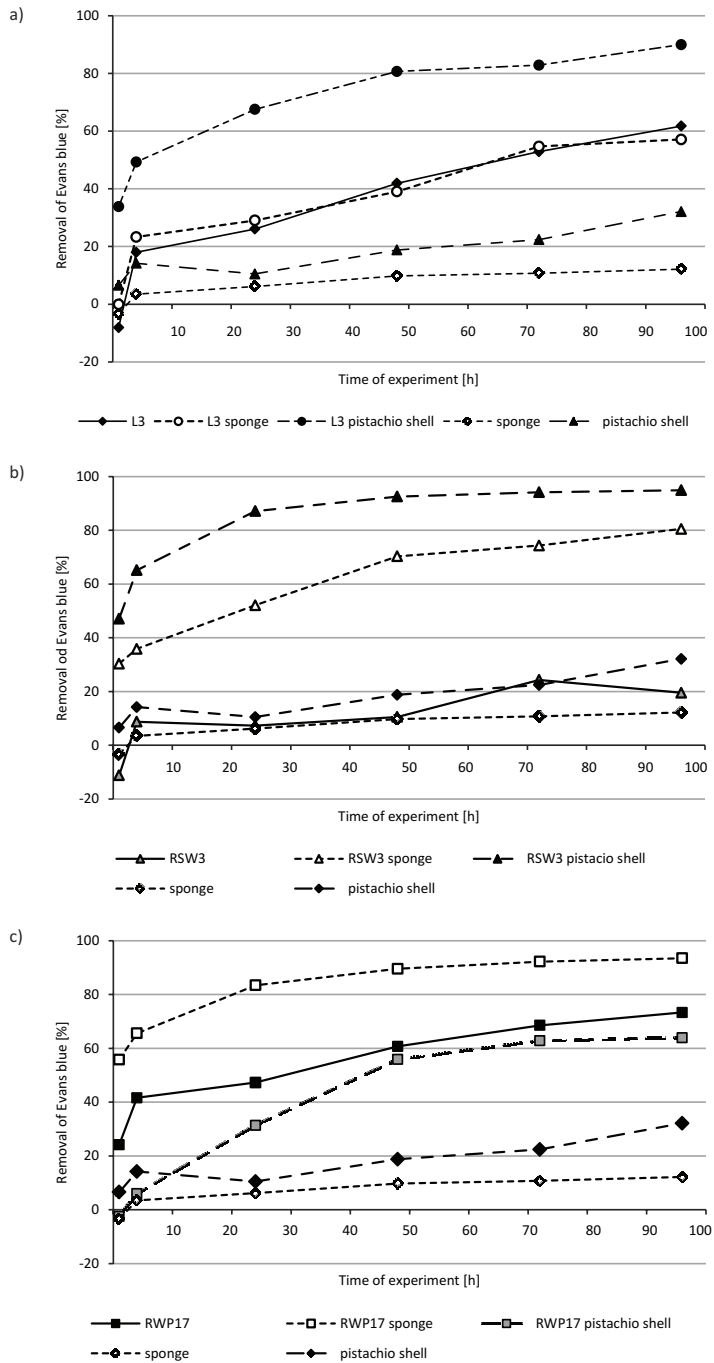 a)
100
80
60
40
20
0
-20
Removal of Evans blue [%]
10 20 30 40 50 60 70 80 90 100
Time of experiment [h]
L3 L3 sponge L3 pistachio shell sponge pistachio shell
b)
100
80
60
40
20
0
-20
Removal od Evans blue [%]
10 20 30 40 50 60 70 80 90 100
Time of experiment [h]
RSW3 RSW3 sponge RSW3 pistacio shell
sponge pistachio shell
c)
100
80
60
40
20
0
-20
Removal of Evans blue [%]
10 20 30 40 50 60 70 80 90 100
Time of experiment [h]
RWP17 RWP17 sponge RWP17 pistachio shell
sponge pistachio shell